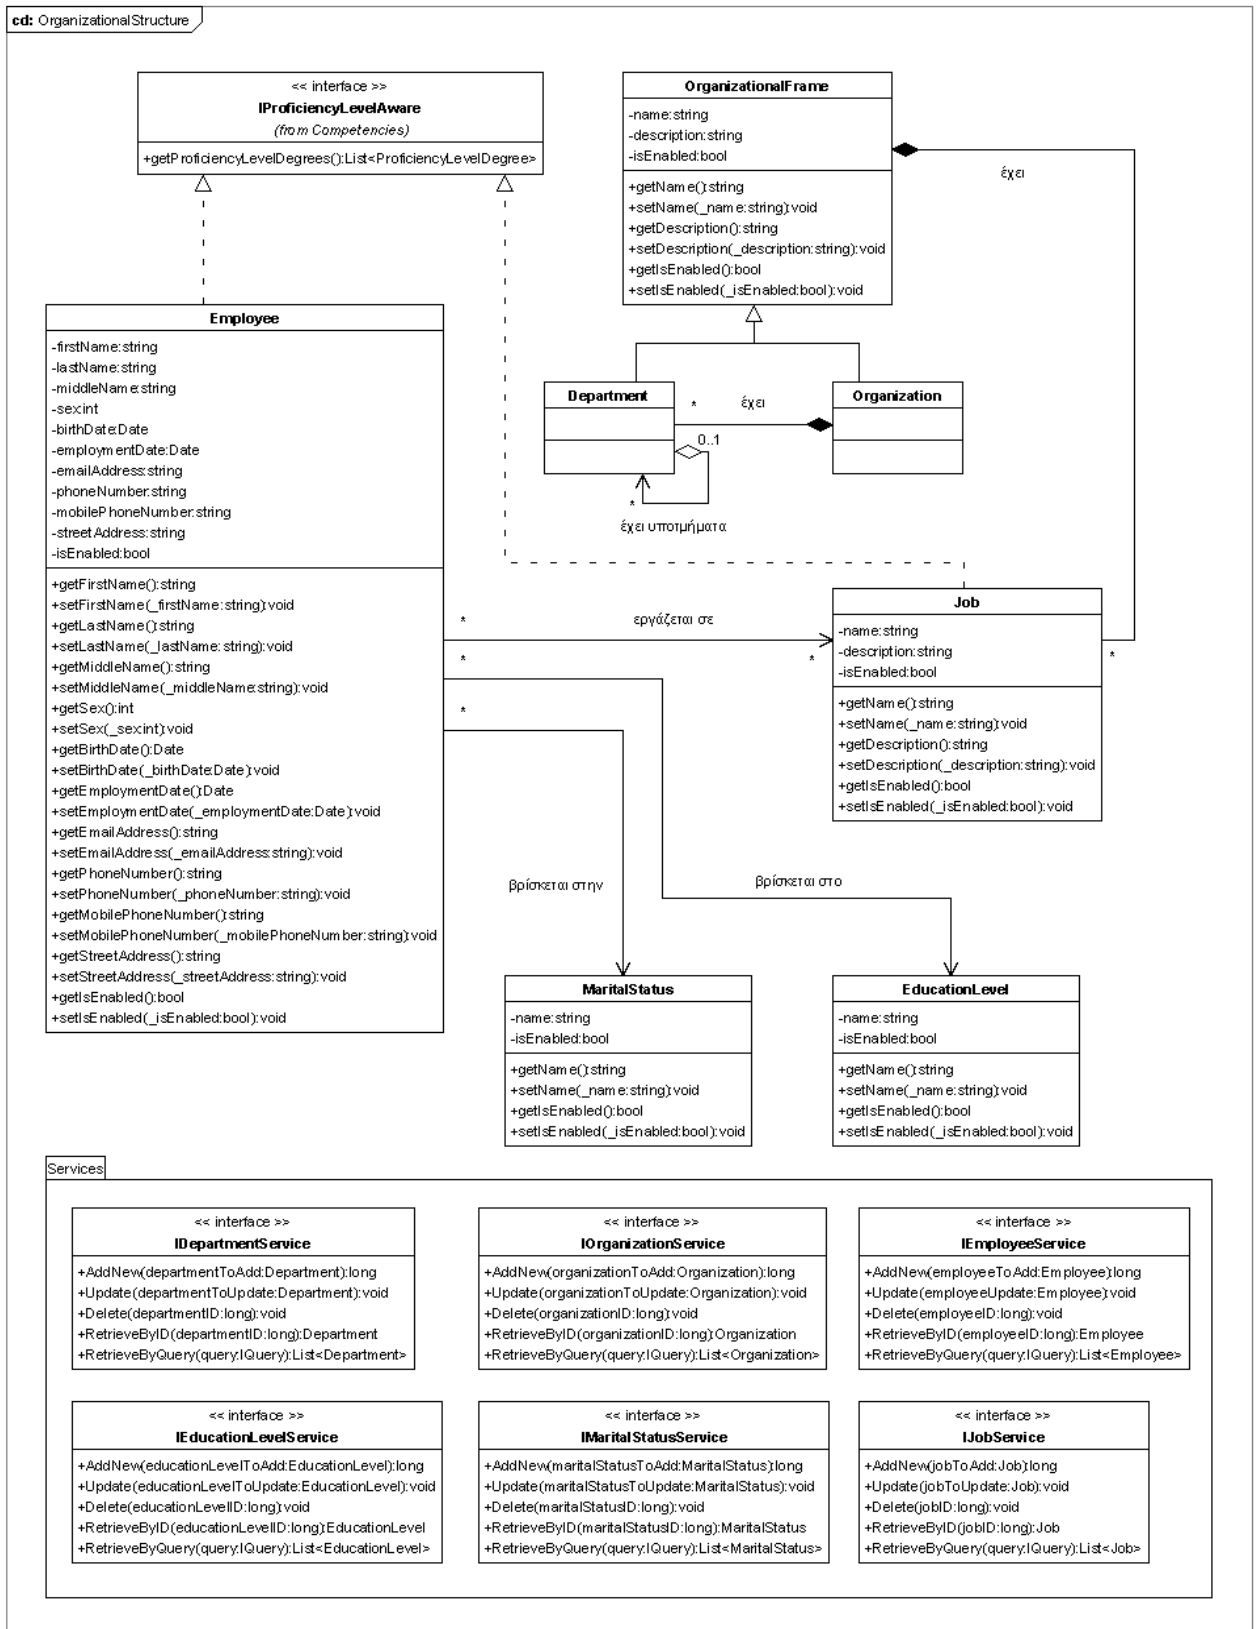 cd: OrganizationalStructure
<< interface >>
IProficiencyLevelAware
(from Competencies)
+getProficiencyLevelDegrees():List<ProficiencyLevelDegree>
OrganizationalFrame
-name:string
-description:string
-isEnabled:bool
+getName():string
+setName(_name:string):void
+getDescription():string
+setDescription(_description:string):void
+getIsEnabled():bool
+setIsEnabled(_isEnabled:bool):void
έχει
Employee
-firstName:string
-lastName:string
-middleName:string
-sex:int
-birthDate:Date
-employmentDate:Date
-emailAddress:string
-phoneNumber:string
-mobilePhoneNumber:string
-streetAddress:string
-isEnabled:bool
+getFirstName():string
+setFirstName(_firstName:string):void
+getLastName():string
+setLastName(_lastName:string):void
+getMiddleName():string
+setMiddleName(_middleName:string):void
+getSex():int
+setSex(_sex:int):void
+getBirthDate():Date
+setBirthDate(_birthDate:Date):void
+getEmploymentDate():Date
+setEmploymentDate(_employmentDate:Date):void
+getEmailAddress():string
+setEmailAddress(_emailAddress:string):void
+getPhoneNumber():string
+setPhoneNumber(_phoneNumber:string):void
+getMobilePhoneNumber():string
+setMobilePhoneNumber(_mobilePhoneNumber:string):void
+getStreetAddress():string
+setStreetAddress(_streetAddress:string):void
+getIsEnabled():bool
+setIsEnabled(_isEnabled:bool):void
Department
* έχει
Organization
0..1
*
έχει υποτμήματα
* εργάζεται σε
* *
*
*
Job
-name:string
-description:string
-isEnabled:bool
+getName():string
+setName(_name:string):void
+getDescription():string
+setDescription(_description:string):void
+getIsEnabled():bool
+setIsEnabled(_isEnabled:bool):void
βρίσκεται στην
βρίσκεται στο
MaritalStatus
-name:string
-isEnabled:bool
+getName():string
+setName(_name:string):void
+getIsEnabled():bool
+setIsEnabled(_isEnabled:bool):void
EducationLevel
-name:string
-isEnabled:bool
+getName():string
+setName(_name:string):void
+getIsEnabled():bool
+setIsEnabled(_isEnabled:bool):void
Services
<< interface >>
IDepartmentService
+AddNew(departmentToAdd:Department):long
+Update(departmentToUpdate:Department):void
+Delete(departmentID:long):void
+RetrieveByID(departmentID:long):Department
+RetrieveByQuery(query:IQuery):List<Department>
<< interface >>
IOrganizationService
+AddNew(organizationToAdd:Organization):long
+Update(organizationToUpdate:Organization):void
+Delete(organizationID:long):void
+RetrieveByID(organizationID:long):Organization
+RetrieveByQuery(query:IQuery):List<Organization>
<< interface >>
IEmployeeService
+AddNew(employeeToAdd:Employee):long
+Update(employeeUpdate:Employee):void
+Delete(employeeID:long):void
+RetrieveByID(employeeID:long):Employee
+RetrieveByQuery(query:IQuery):List<Employee>
<< interface >>
IEducationLevelService
+AddNew(educationLevelToAdd:EducationLevel):long
+Update(educationLevelToUpdate:EducationLevel):void
+Delete(educationLevelID:long):void
+RetrieveByID(educationLevelID:long):EducationLevel
+RetrieveByQuery(query:IQuery):List<EducationLevel>
<< interface >>
IMaritalStatusService
+AddNew(maritalStatusToAdd:MaritalStatus):long
+Update(maritalStatusToUpdate:MaritalStatus):void
+Delete(maritalStatusID:long):void
+RetrieveByID(maritalStatusID:long):MaritalStatus
+RetrieveByQuery(query:IQuery):List<MaritalStatus>
<< interface >>
IJobService
+AddNew(jobToAdd:Job):long
+Update(jobToUpdate:Job):void
+Delete(jobID:long):void
+RetrieveByID(jobID:long):Job
+RetrieveByQuery(query:IQuery):List<Job>